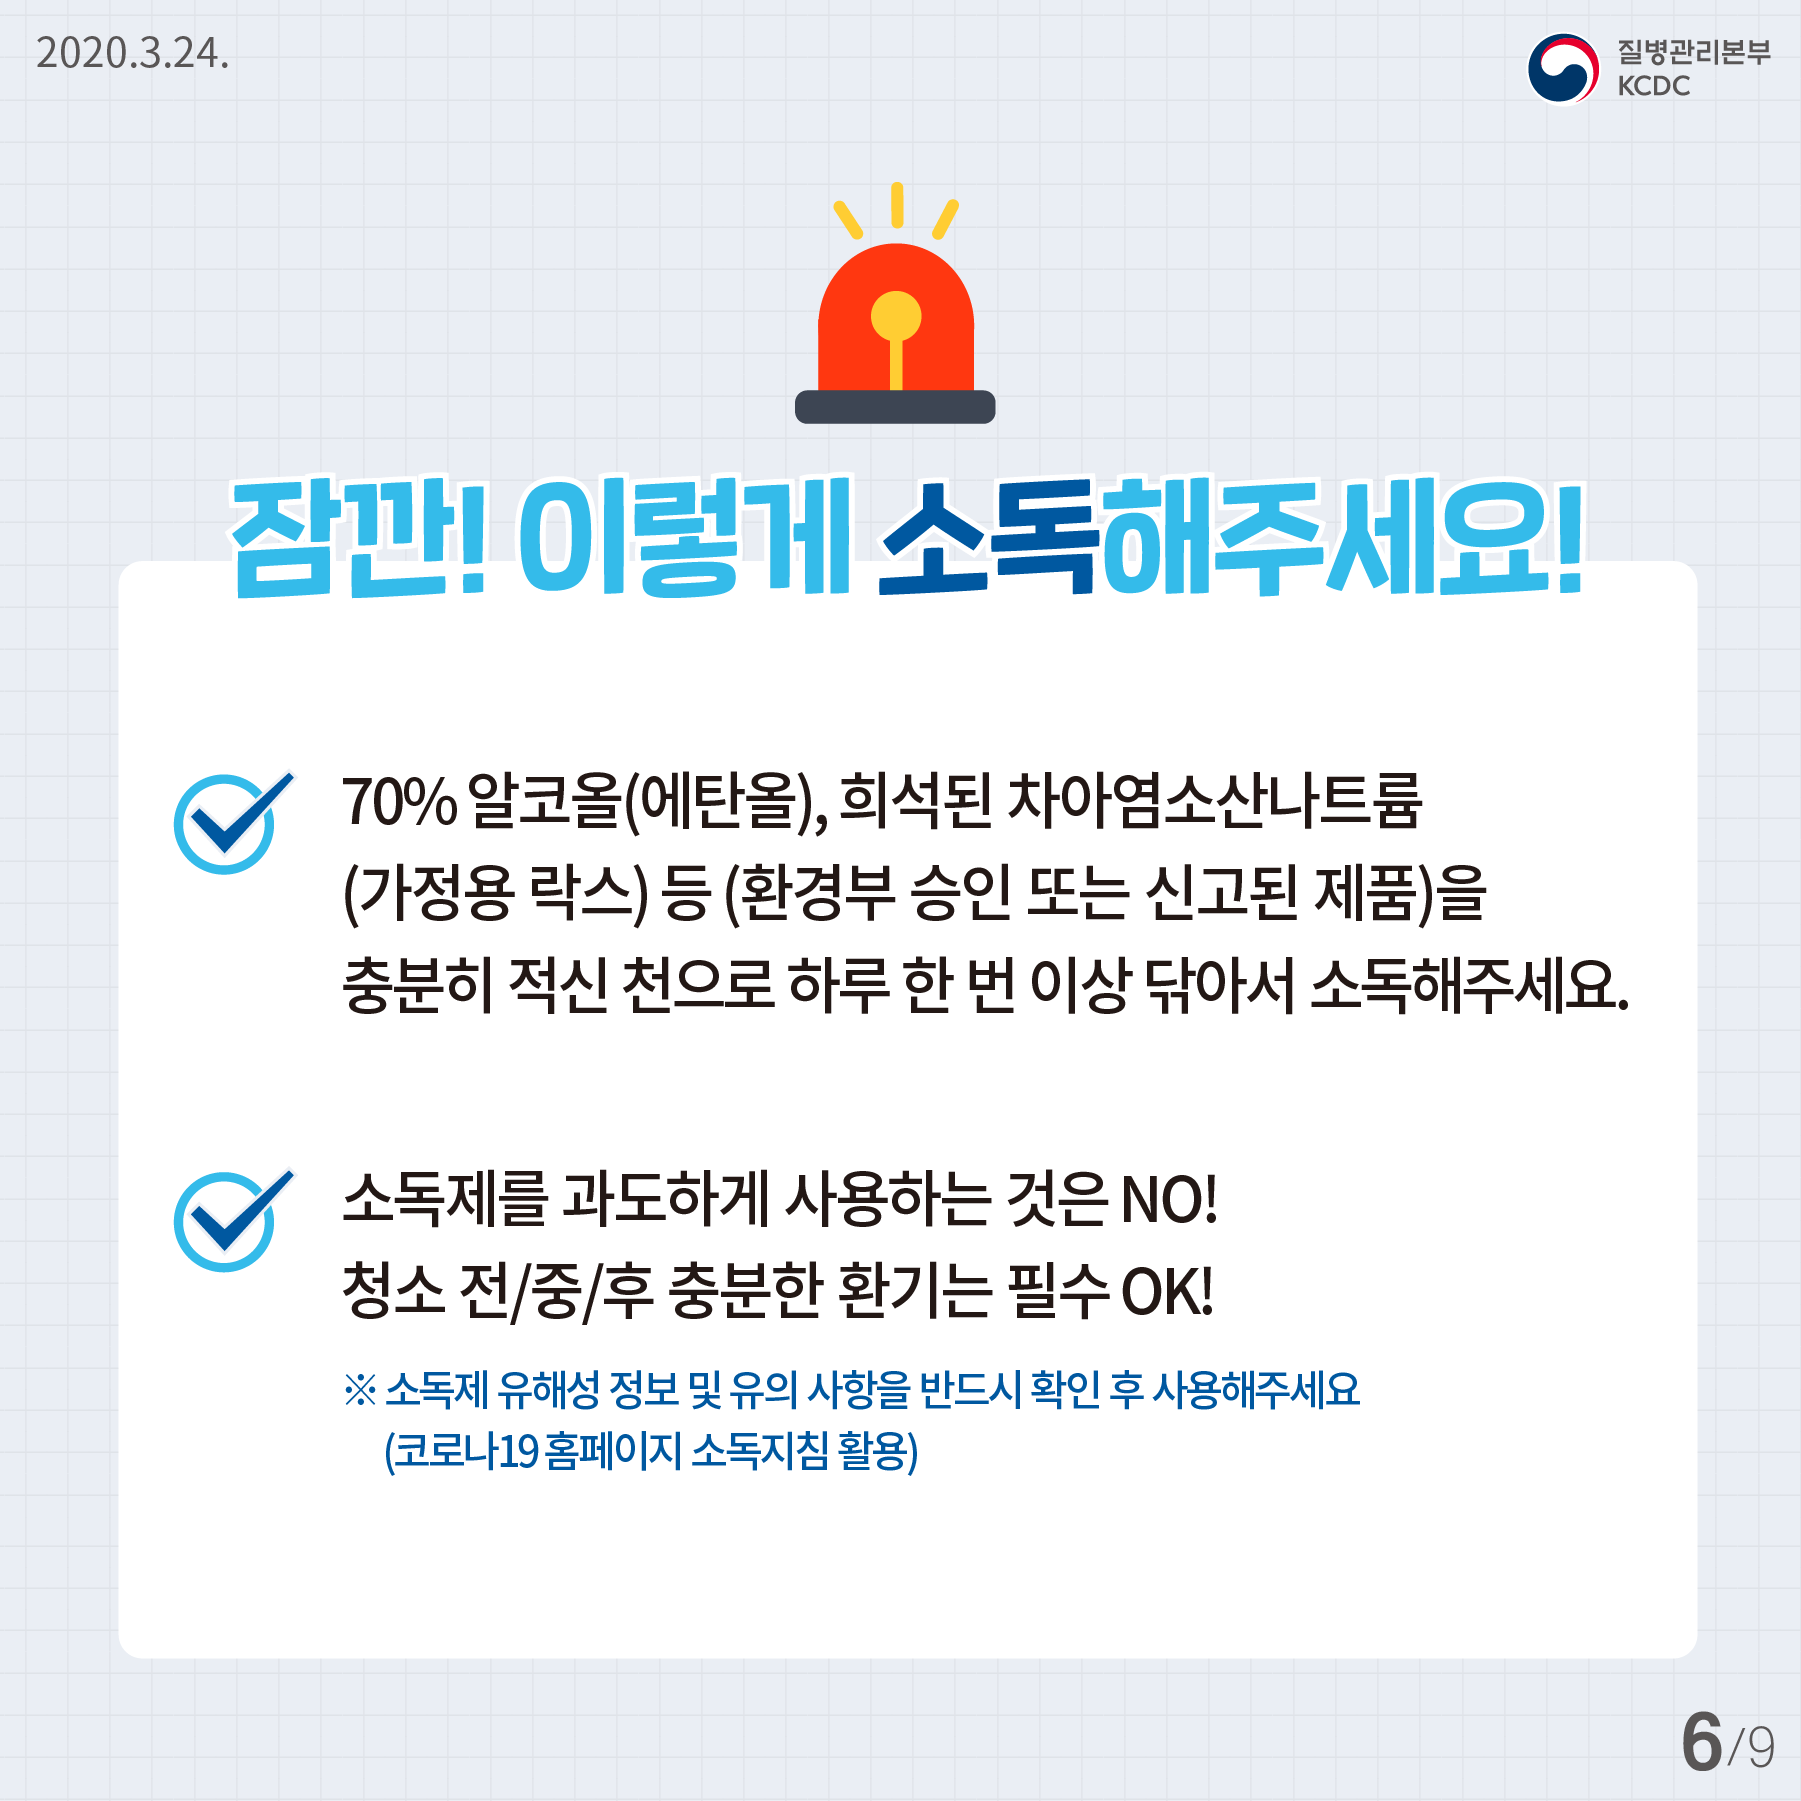 2020.3.24.
질병관리본부
KCDC
잠깐! 이렇게 소독해주세요!
70% 알코올(에탄올), 희석된 차아염소산나트륨
(가정용 락스) 등 (환경부 승인 또는 신고된 제품)을
충분히 적신 천으로 하루 한 번 이상 닦아서 소독해주세요.
소독제를 과도하게 사용하는 것은 NO!
청소 전/중/후 충분한 환기는 필수 OK!
※ 소독제 유해성 정보 및 유의 사항을 반드시 확인 후 사용해주세요
(코로나19 홈페이지 소독지침 활용)
6/9